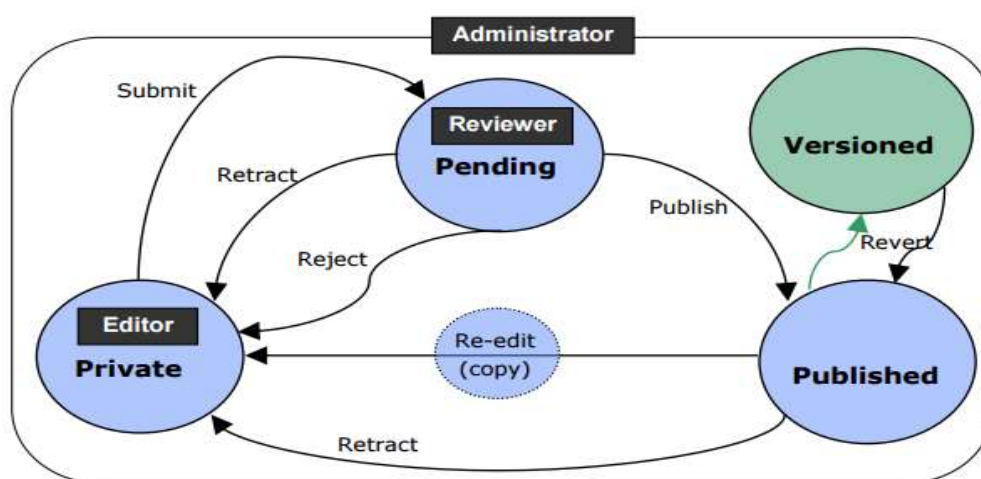 Administrator
Submit
Reviewer
Pending
Versioned
Retract
Publish
Revert
Reject
Editor
Private
Re-edit
(copy)
Published
Retract